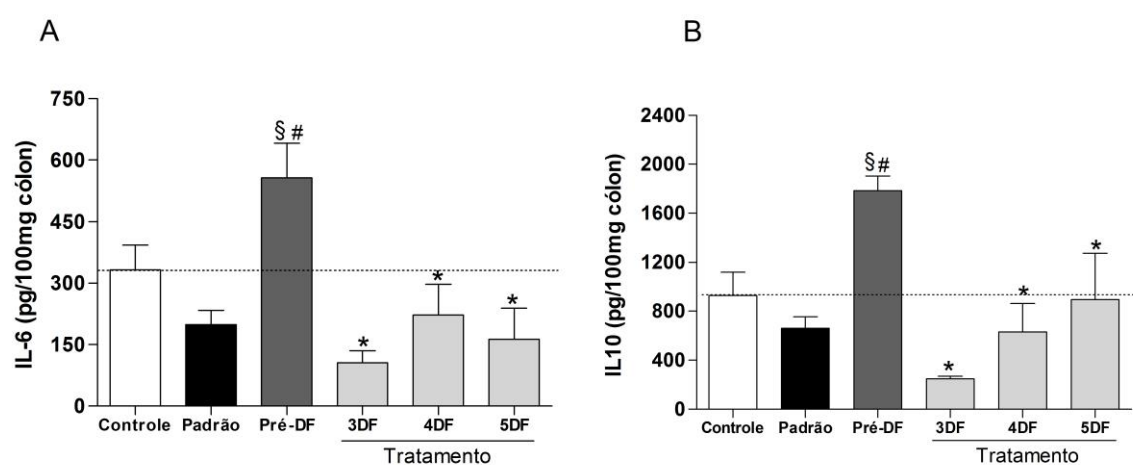 A
IL-6 (pg/100mg cólon)
750
600
450
300
150
0
§ #
*
*
*
Controle Padrão Pré-DF 3DF 4DF 5DF
Tratamento
B
IL10 (pg/100mg cólon)
2400
2000
1600
1200
800
400
0
§#
*
*
*
Controle Padrão Pré-DF 3DF 4DF 5DF
Tratamento